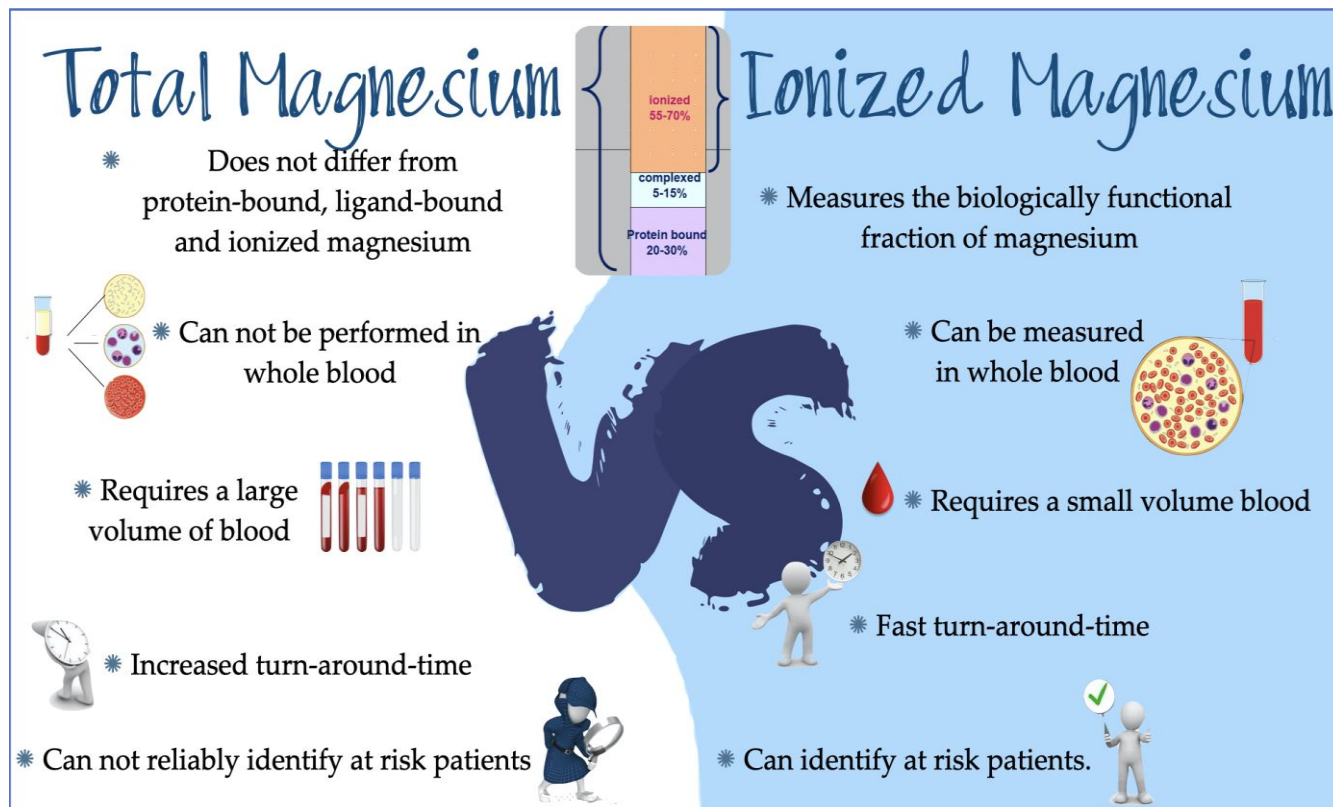 Total Magnesium
Does not differ from
protein-bound, ligand-bound
and ionized magnesium
Can not be performed in
whole blood
Requires a large
volume of blood
Increased turn-around-time
Can not reliably identify at risk patients
ionized
55-70%
complexed
5-15%
Protein bound
20-30%
VS
Ionized Magnesium
Measures the biologically functional
fraction of magnesium
Can be measured
in whole blood
Requires a small volume blood
Fast turn-around-time
Can identify at risk patients.